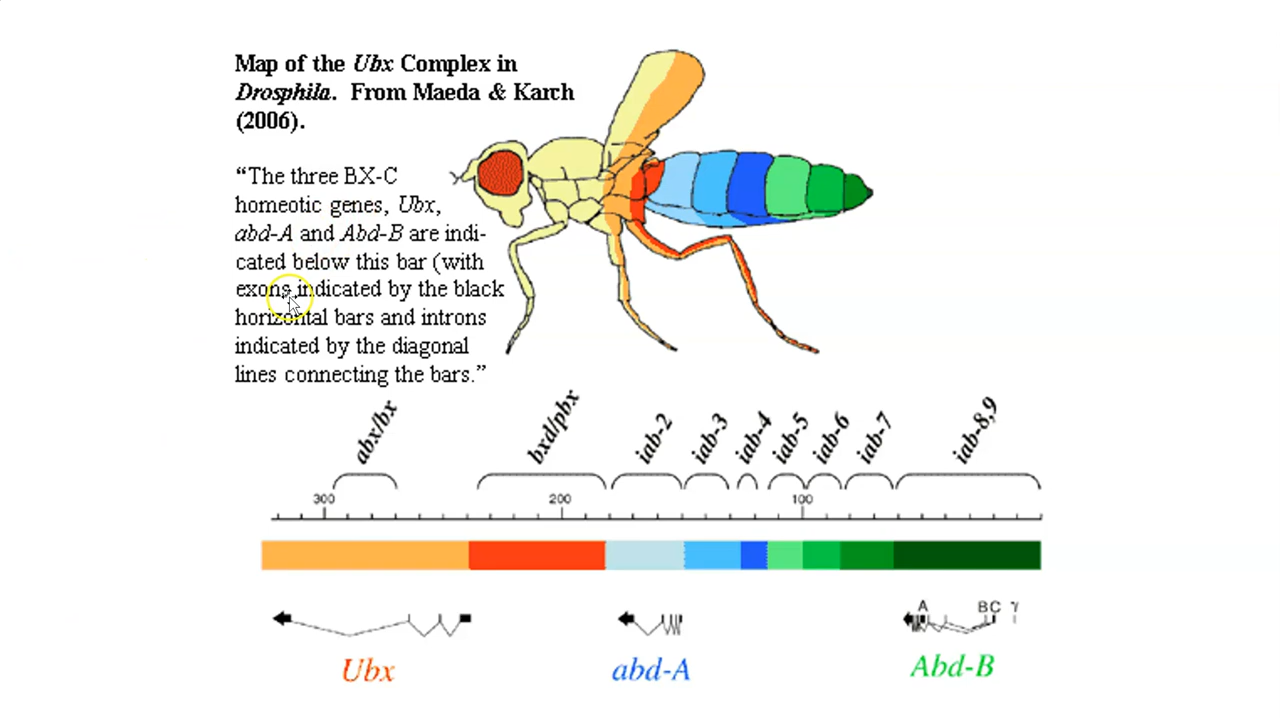 Map of the Ubx Complex in
Drosphila. From Maeda & Karch
(2006).
“The three BX-C
homeotic genes, Ubx,
abd-A and Abd-B are indi-
cated below this bar (with
exons indicated by the black
horizontal bars and introns
indicated by the diagonal
lines connecting the bars.”
abx/bx bxd/pbx iab-2 iab-3 iab-4 iab-5 iab-6 iab-7 iab-8,9
300 200 100
A B C γ
Ubx abd-A Abd-B